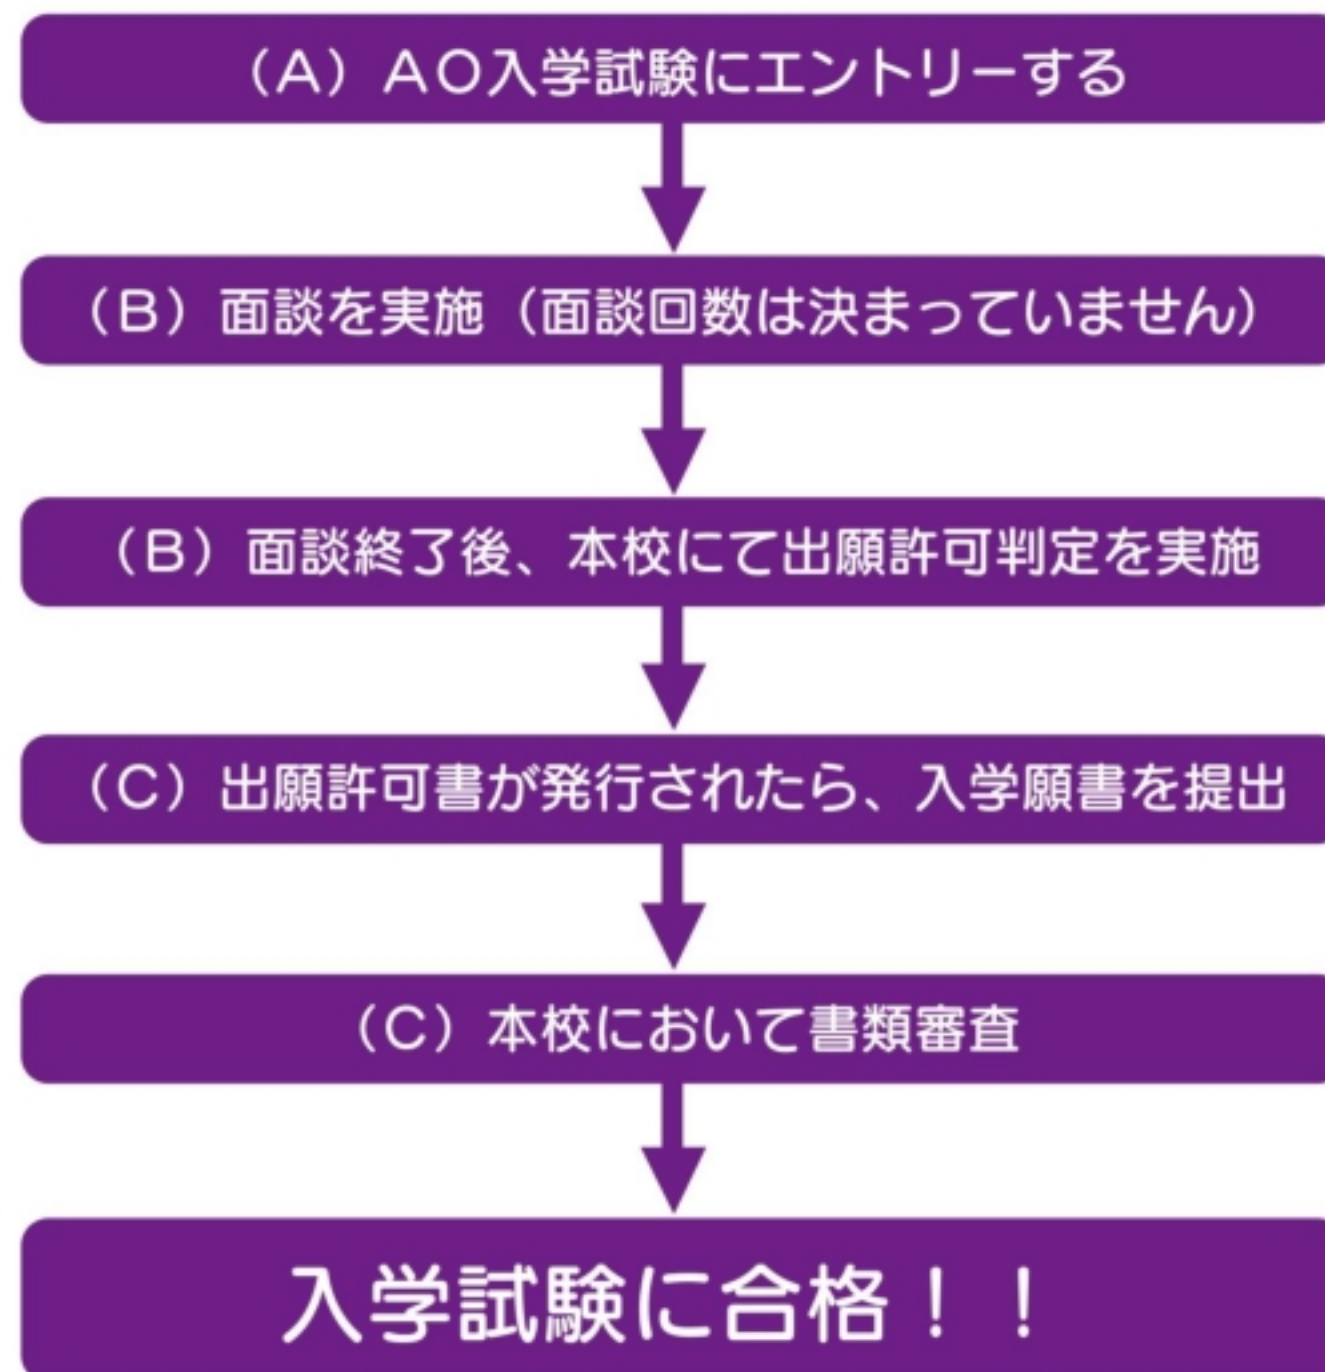 （A）AO入学試験にエントリーする
（B）面談を実施（面談回数は決まっていません）
（B）面談終了後、本校にて出願許可判定を実施
（C）出願許可書が発行されたら、入学願書を提出
（C）本校において書類審査
入学試験に合格！！